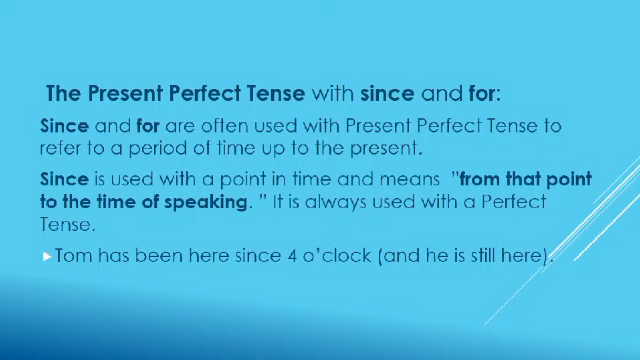 The Present Perfect Tense with since and for:
Since and for are often used with Present Perfect Tense to
refer to a period of time up to the present.
Since is used with a point in time and means ”from that point
to the time of speaking. ” It is always used with a Perfect
Tense.
Tom has been here since 4 o’clock (and he is still here).